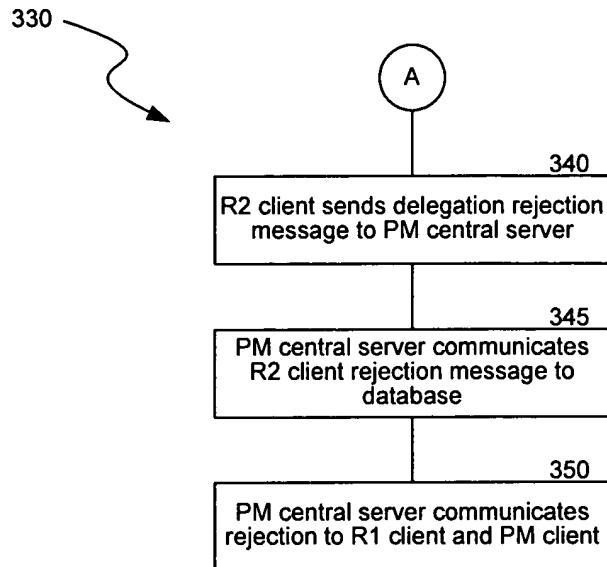 330
A
340
R2 client sends delegation rejection
message to PM central server
345
PM central server communicates
R2 client rejection message to
database
350
PM central server communicates
rejection to R1 client and PM client